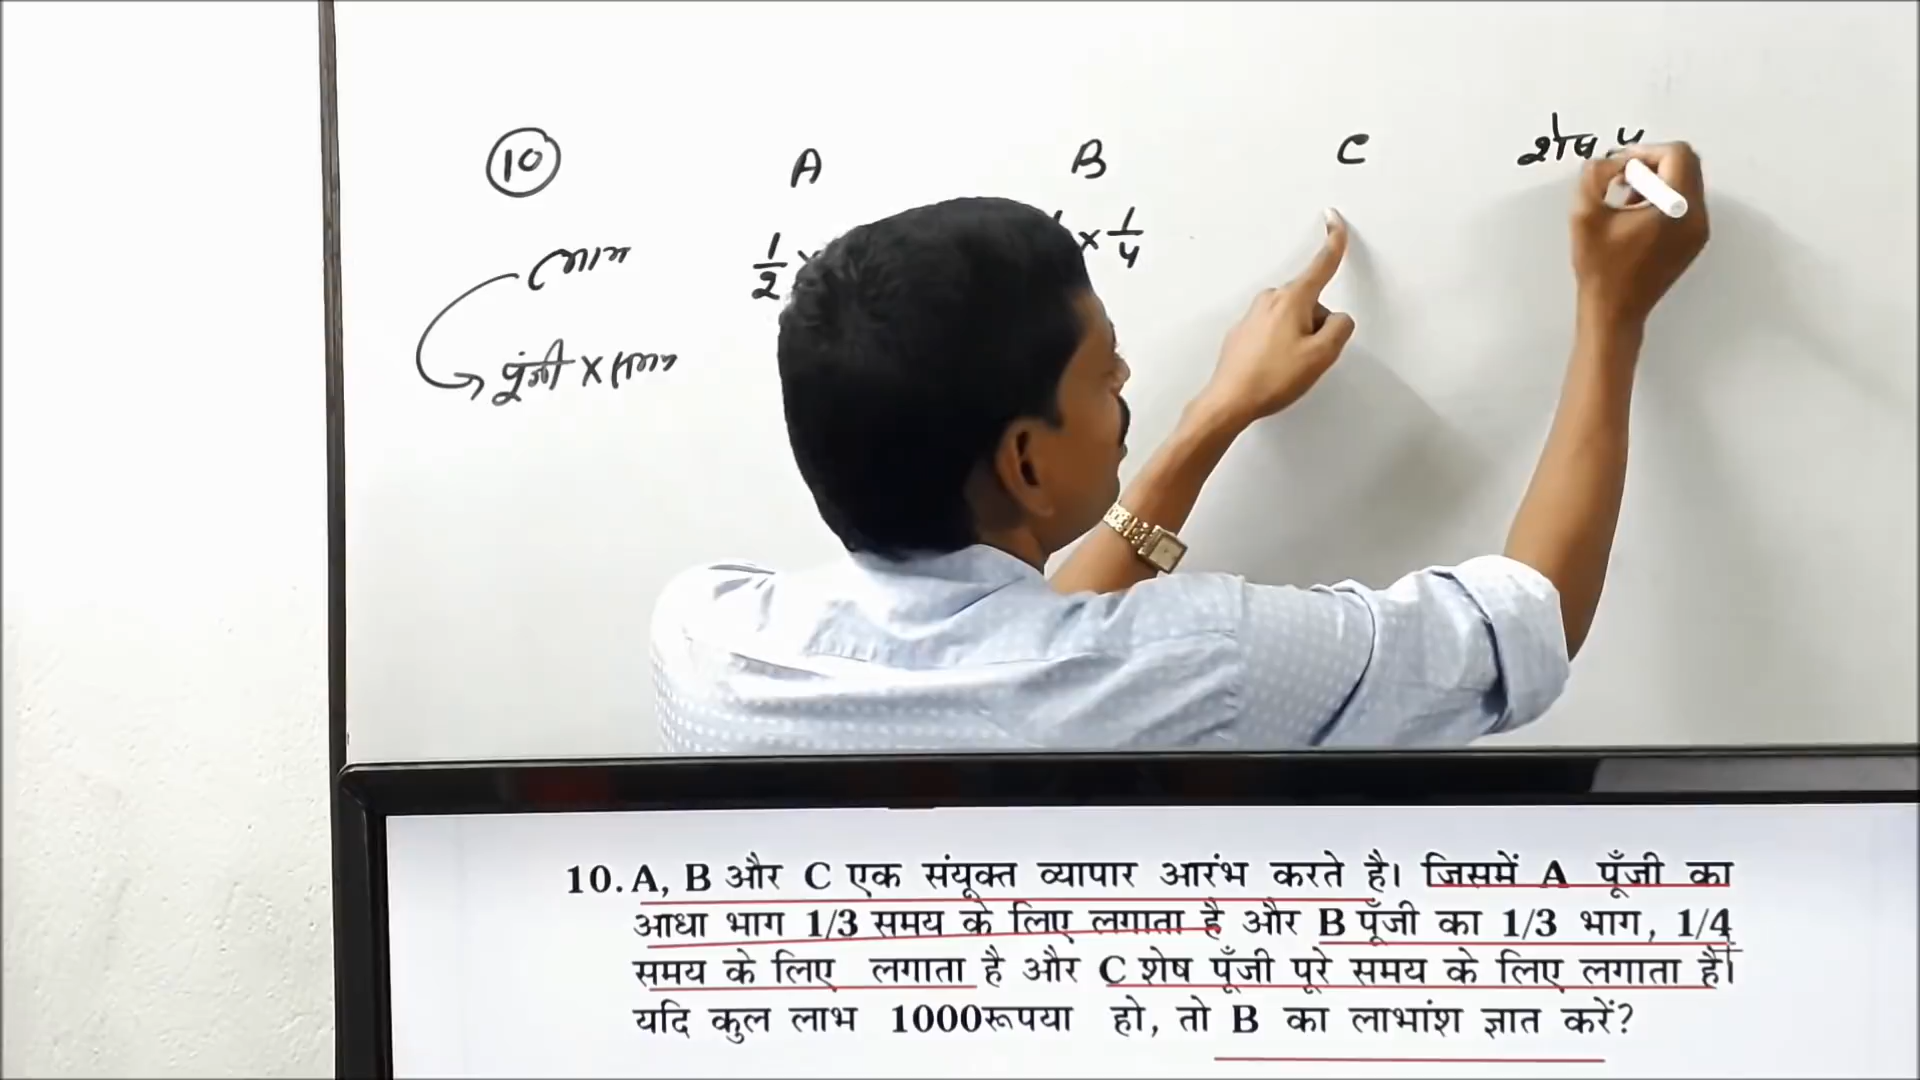 10 A B C शेष
1/2 × × 1/4
लाभ
पूंजी ×
10. A, B और C एक संयूक्त व्यापार आरंभ करते है। जिसमें A पूँजी का
आधा भाग 1/3 समय के लिए लगाता है और B पूँजी का 1/3 भाग, 1/4
समय के लिए लगाता है और C शेष पूँजी पूरे समय के लिए लगाता है।
यदि कुल लाभ 1000रूपया हो, तो B का लाभांश ज्ञात करें?